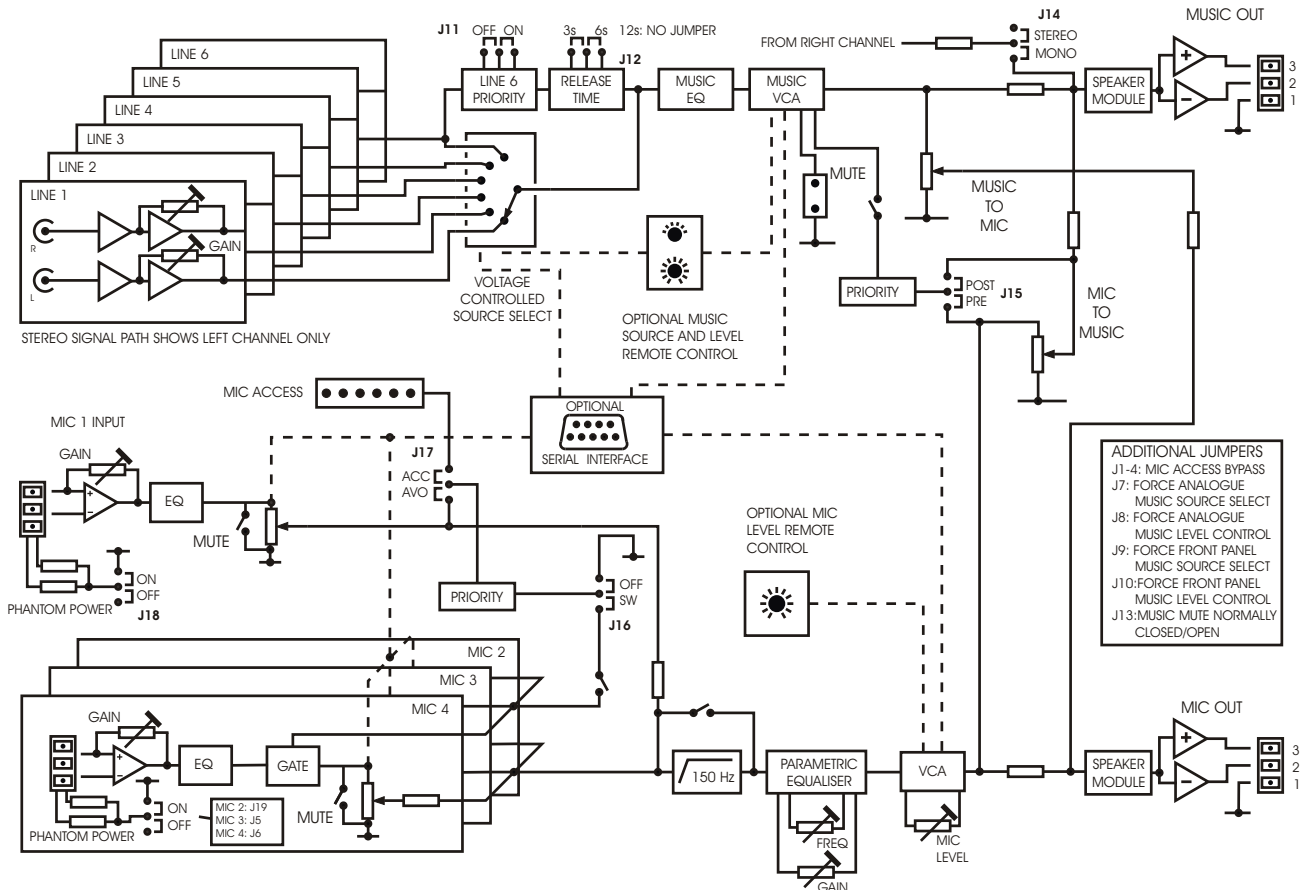 J11
OFF ON
3s 6s 12s: NO JUMPER
J12
J14
MUSIC OUT
LINE 6
LINE 5
LINE 4
LINE 3
LINE 2
LINE 1
R
L
GAIN
STEREO SIGNAL PATH SHOWS LEFT CHANNEL ONLY
LINE 6
PRIORITY
RELEASE
TIME
MUSIC
EQ
MUSIC
VCA
FROM RIGHT CHANNEL
STEREO
MONO
SPEAKER
MODULE
+
−
3
2
1
VOLTAGE
CONTROLLED
SOURCE SELECT
MUTE
OPTIONAL MUSIC
SOURCE AND LEVEL
REMOTE CONTROL
PRIORITY
MUSIC
TO
MIC
POST
PRE
J15
MIC
TO
MUSIC
MIC ACCESS
OPTIONAL
SERIAL INTERFACE
MIC 1 INPUT
GAIN
+
−
EQ
MUTE
J17
ACC
AVO
PHANTOM POWER
ON
OFF
J18
PRIORITY
OFF
SW
J16
OPTIONAL MIC
LEVEL REMOTE
CONTROL
ADDITIONAL JUMPERS
J1-4: MIC ACCESS BYPASS
J7: FORCE ANALOGUE
MUSIC SOURCE SELECT
J8: FORCE ANALOGUE
MUSIC LEVEL CONTROL
J9: FORCE FRONT PANEL
MUSIC SOURCE SELECT
J10:FORCE FRONT PANEL
MUSIC LEVEL CONTROL
J13:MUSIC MUTE NORMALLY
CLOSED/OPEN
MIC 2
MIC 3
MIC 4
GAIN
+
−
EQ
GATE
MUTE
PHANTOM POWER
ON
OFF
MIC 2: J19
MIC 3: J5
MIC 4: J6
150 Hz
PARAMETRIC
EQUALISER
FREQ
GAIN
VCA
MIC
LEVEL
MIC OUT
SPEAKER
MODULE
+
−
3
2
1